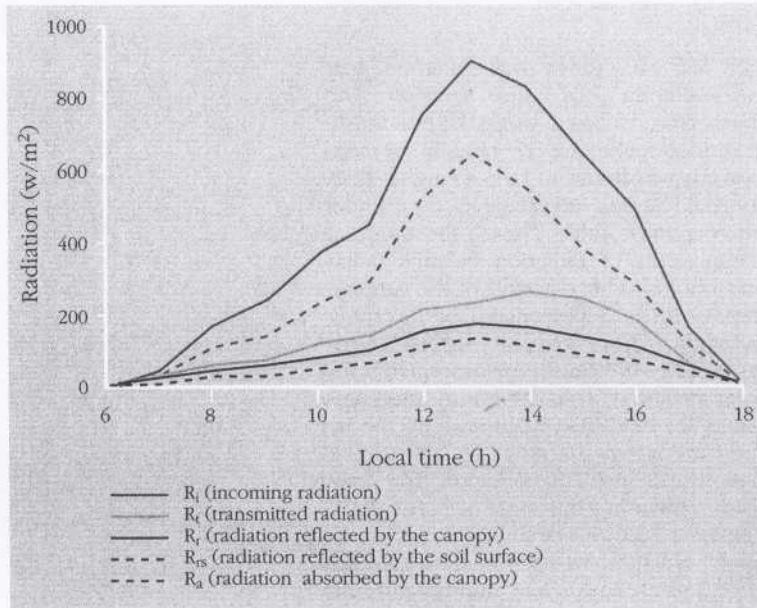 1000
800
600
400
200
0
Radiation (w/m²)
6 8 10 12 14 16 18
Local time (h)
Ri (incoming radiation)
Rt (transmitted radiation)
Rr (radiation reflected by the canopy)
Rrs (radiation reflected by the soil surface)
Ra (radiation absorbed by the canopy)